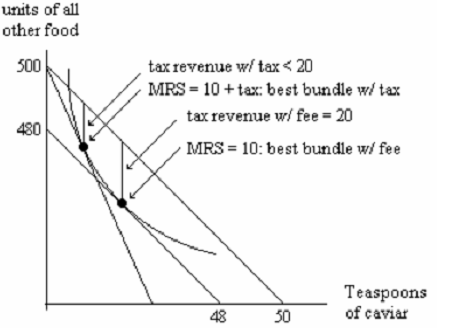 units of all
other food
500
tax revenue w/ tax < 20
MRS = 10 + tax: best bundle w/ tax
tax revenue w/ fee = 20
480
MRS = 10: best bundle w/ fee
Teaspoons
of caviar
48
50